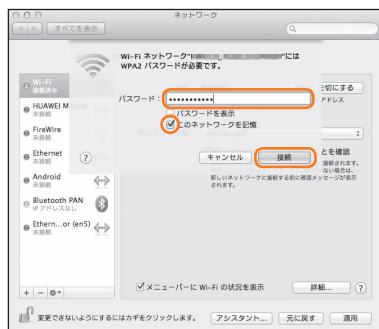 ネットワーク
すべてを表示
Wi-Fi ネットワーク"には
WPA2 パスワードが必要です。
パスワード：•••••••••••
パスワードを表示
このネットワークを記憶
キャンセル
接続
Wi-Fi
接続済み
切にする
アドレス
HUAWEI M
未接続
FireWire
未接続
Ethernet
未接続
とを確認
接続されます。
ない場合は、
新しいネットワークに接続する前に確認メッセージが表示
されます。
Android
未接続
Bluetooth PAN
IP アドレスなし
Ethern...or (en5)
未接続
メニューバーに Wi-Fi の状況を表示
詳細...
?
変更できないようにするにはカギをクリックします。
アシスタント...
元に戻す
適用